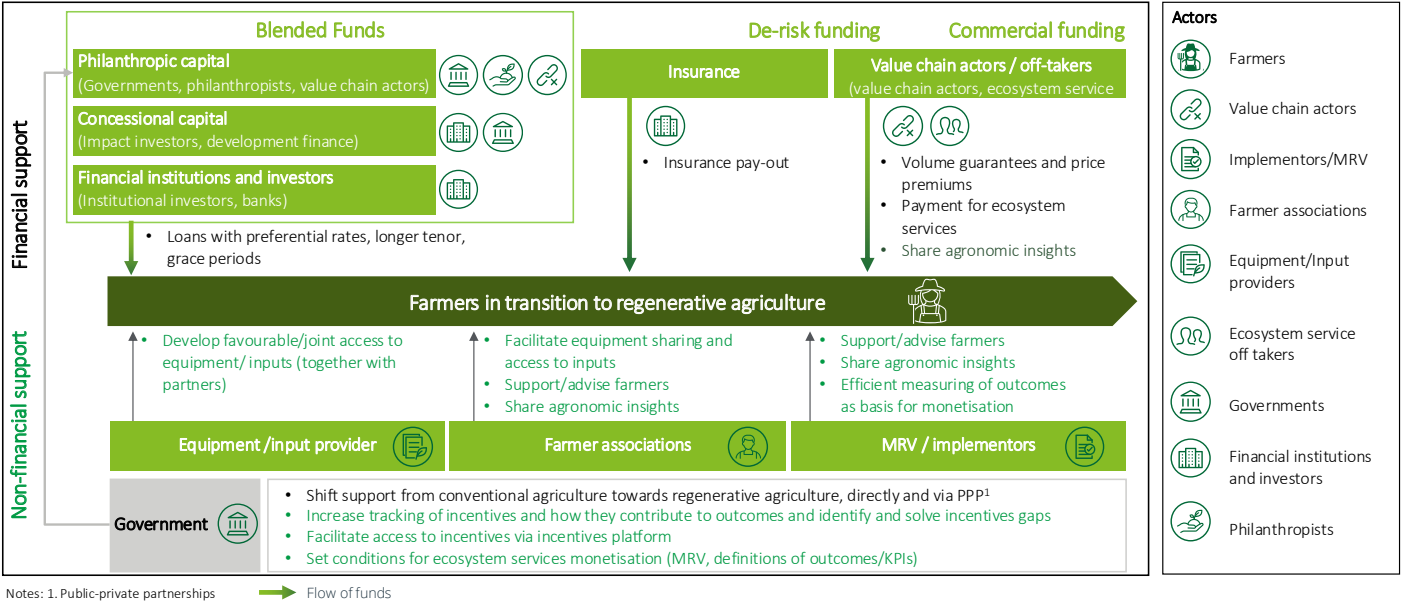 Blended Funds
Philanthropic capital
(Governments, philanthropists, value chain actors)
Concessional capital
(Impact investors, development finance)
Financial institutions and investors
(Institutional investors, banks)
• Loans with preferential rates, longer tenor,
grace periods
De-risk funding
Insurance
• Insurance pay-out
Commercial funding
Value chain actors / off-takers
(value chain actors, ecosystem service
• Volume guarantees and price
premiums
• Payment for ecosystem
services
• Share agronomic insights
Financial support
Farmers in transition to regenerative agriculture
Non-financial support
• Develop favourable/joint access to
equipment/ inputs (together with
partners)
Equipment /input provider
• Facilitate equipment sharing and
access to inputs
• Support/advise farmers
• Share agronomic insights
Farmer associations
• Support/advise farmers
• Share agronomic insights
• Efficient measuring of outcomes
as basis for monetisation
MRV / implementors
Government
• Shift support from conventional agriculture towards regenerative agriculture, directly and via PPP¹
• Increase tracking of incentives and how they contribute to outcomes and identify and solve incentives gaps
• Facilitate access to incentives via incentives platform
• Set conditions for ecosystem services monetisation (MRV, definitions of outcomes/KPIs)
Notes: 1. Public-private partnerships
Flow of funds
Actors
Farmers
Value chain actors
Implementors/MRV
Farmer associations
Equipment/Input
providers
Ecosystem service
off takers
Governments
Financial institutions
and investors
Philanthropists